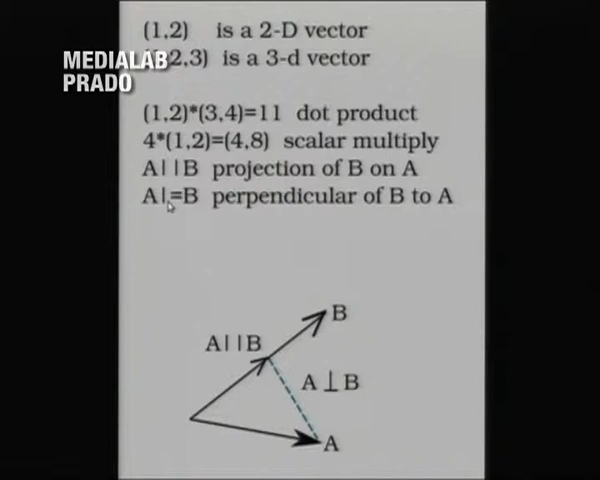 (1,2) is a 2-D vector
2,3) is a 3-d vector
MEDIALAB
PRADO
(1,2)*(3,4)=11 dot product
4*(1,2)=(4,8) scalar multiply
A||B projection of B on A
A|=B perpendicular of B to A
B
A||B
A⊥B
A